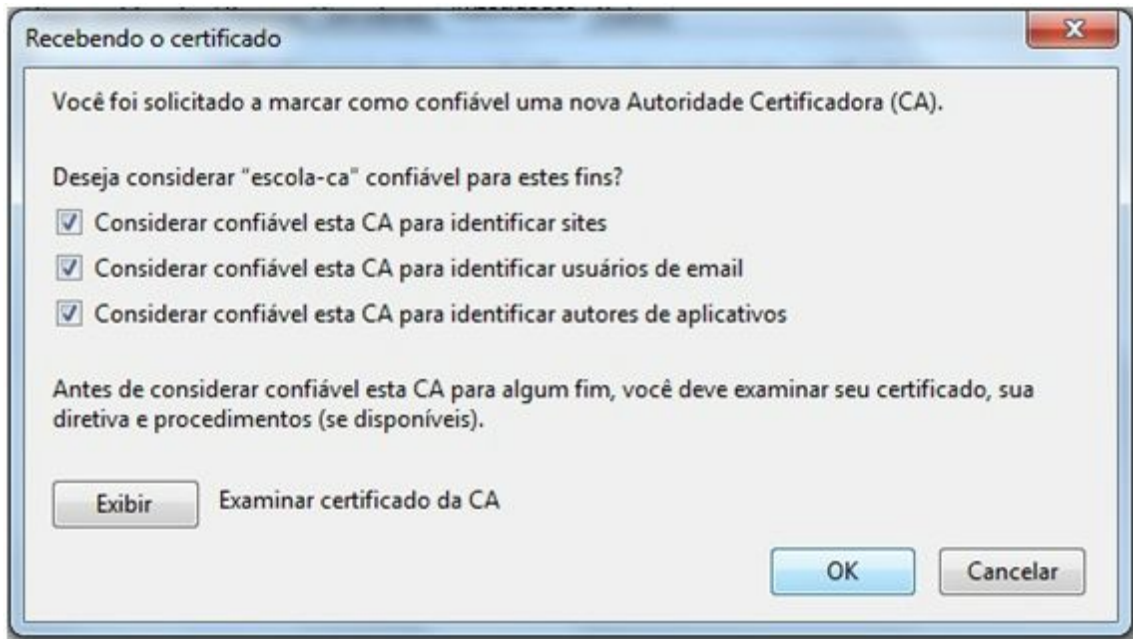 Recebendo o certificado
Você foi solicitado a marcar como confiável uma nova Autoridade Certificadora (CA).
Deseja considerar "escola-ca" confiável para estes fins?
Considerar confiável esta CA para identificar sites
Considerar confiável esta CA para identificar usuários de email
Considerar confiável esta CA para identificar autores de aplicativos
Antes de considerar confiável esta CA para algum fim, você deve examinar seu certificado, sua
diretiva e procedimentos (se disponíveis).
Exibir Examinar certificado da CA
OK Cancelar